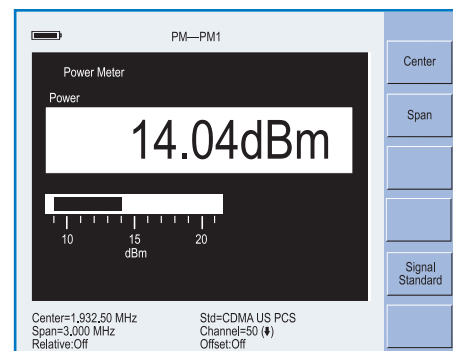 PM—PM1
Center
Power Meter
Power
Span
14.04dBm
10 15 20
dBm
Signal
Standard
Center=1,932.50 MHz Std=CDMA US PCS
Span=3.000 MHz Channel=50 (⬇)
Relative:Off Offset:Off